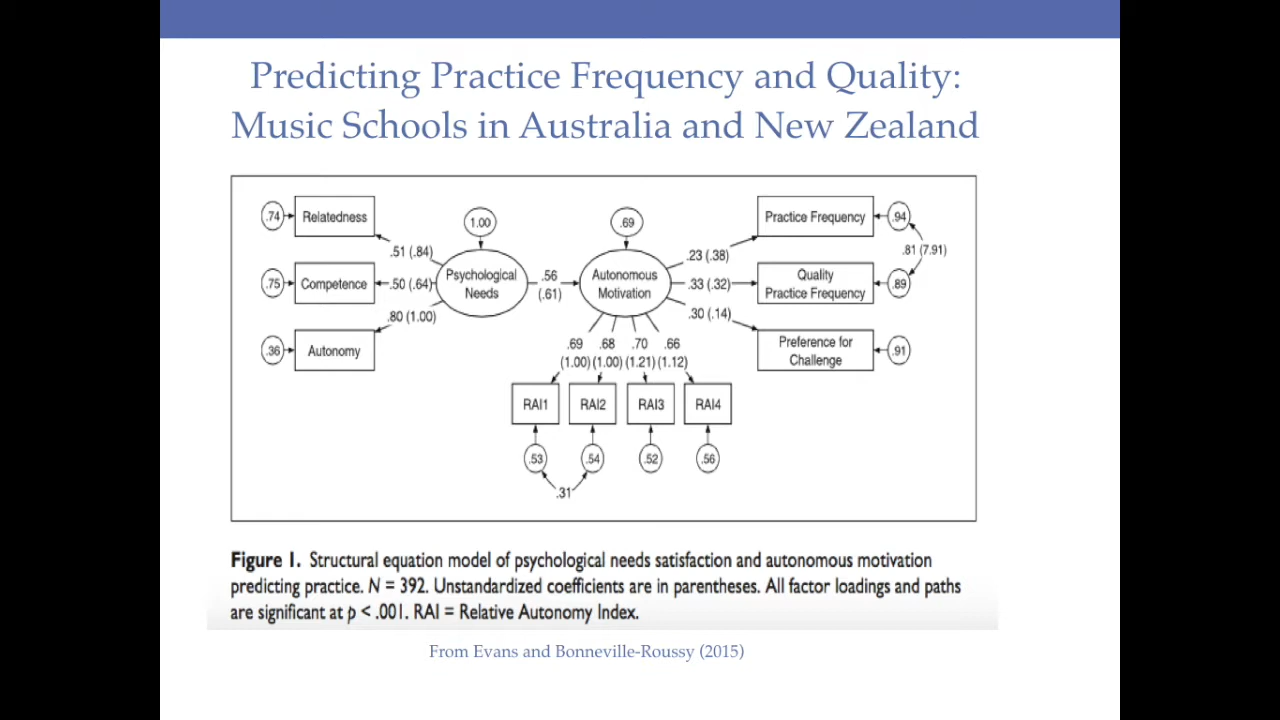 Predicting Practice Frequency and Quality:
Music Schools in Australia and New Zealand
.74
Relatedness
1.00
.69
Practice Frequency
.94
.51 (.84)
.23 (.38)
.81 (7.91)
.75
Competence
.50 (.64)
Psychological
Needs
.56
(.61)
Autonomous
Motivation
.33 (.32)
Quality
Practice Frequency
.89
.80 (1.00)
.30 (.14)
.36
Autonomy
Preference for
Challenge
.91
.69 .68 .70 .66
(1.00) (1.00) (1.21) (1.12)
RAI1 RAI2 RAI3 RAI4
.53 .54 .52 .56
.31
Figure 1. Structural equation model of psychological needs satisfaction and autonomous motivation
predicting practice. N = 392. Unstandardized coefficients are in parentheses. All factor loadings and paths
are significant at p < .001. RAI = Relative Autonomy Index.
From Evans and Bonneville-Roussy (2015)